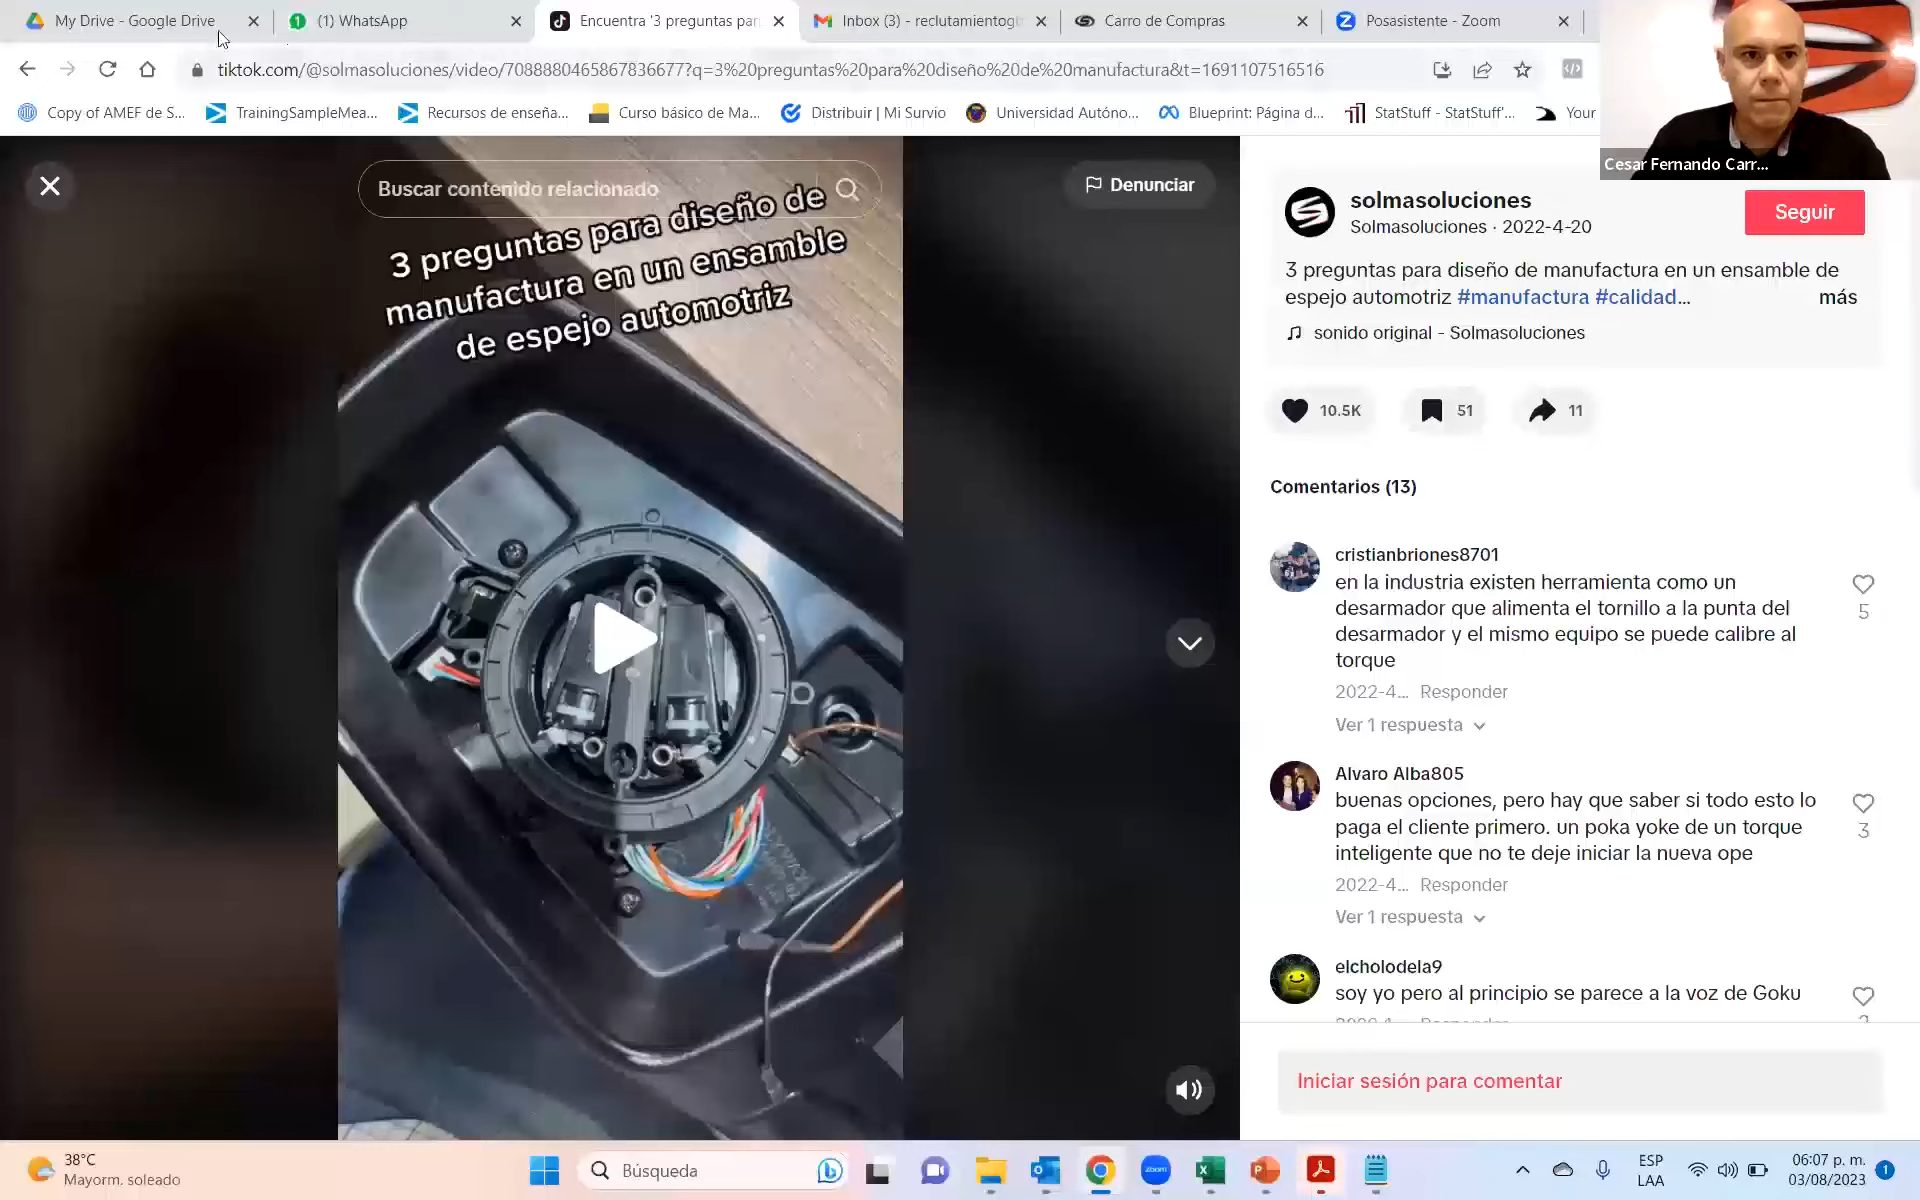 My Drive - Google Drive
(1) WhatsApp
Encuentra '3 preguntas par
Inbox (3) - reclutamientog
Carro de Compras
Posasistente - Zoom
tiktok.com/@solmasoluciones/video/7088880465867836677?q=3%20preguntas%20para%20diseño%20de%20manufactura&t=1691107516516
Copy of AMEF de S...
TrainingSampleMea...
Recursos de enseña...
Curso básico de Ma...
Distribuir | Mi Survio
Universidad Autóno...
Blueprint: Página d...
StatStuff - StatStuff'...
Your
Cesar Fernando Carr...
Buscar contenido relacionado
Denunciar
3 preguntas para diseño de
manufactura en un ensamble
de espejo automotriz
solmasoluciones
Solmasoluciones · 2022-4-20
Seguir
3 preguntas para diseño de manufactura en un ensamble de
espejo automotriz #manufactura #calidad...
más
sonido original - Solmasoluciones
10.5K
51
11
Comentarios (13)
cristianbriones8701
en la industria existen herramienta como un
desarmador que alimenta el tornillo a la punta del
desarmador y el mismo equipo se puede calibre al
torque
5
2022-4... Responder
Ver 1 respuesta
Alvaro Alba805
buenas opciones, pero hay que saber si todo esto lo
paga el cliente primero. un poka yoke de un torque
inteligente que no te deje iniciar la nueva ope
3
2022-4... Responder
Ver 1 respuesta
elcholodela9
soy yo pero al principio se parece a la voz de Goku
Iniciar sesión para comentar
38°C
Mayorm. soleado
Búsqueda
zoom
ESP
LAA
06:07 p. m.
03/08/2023
1